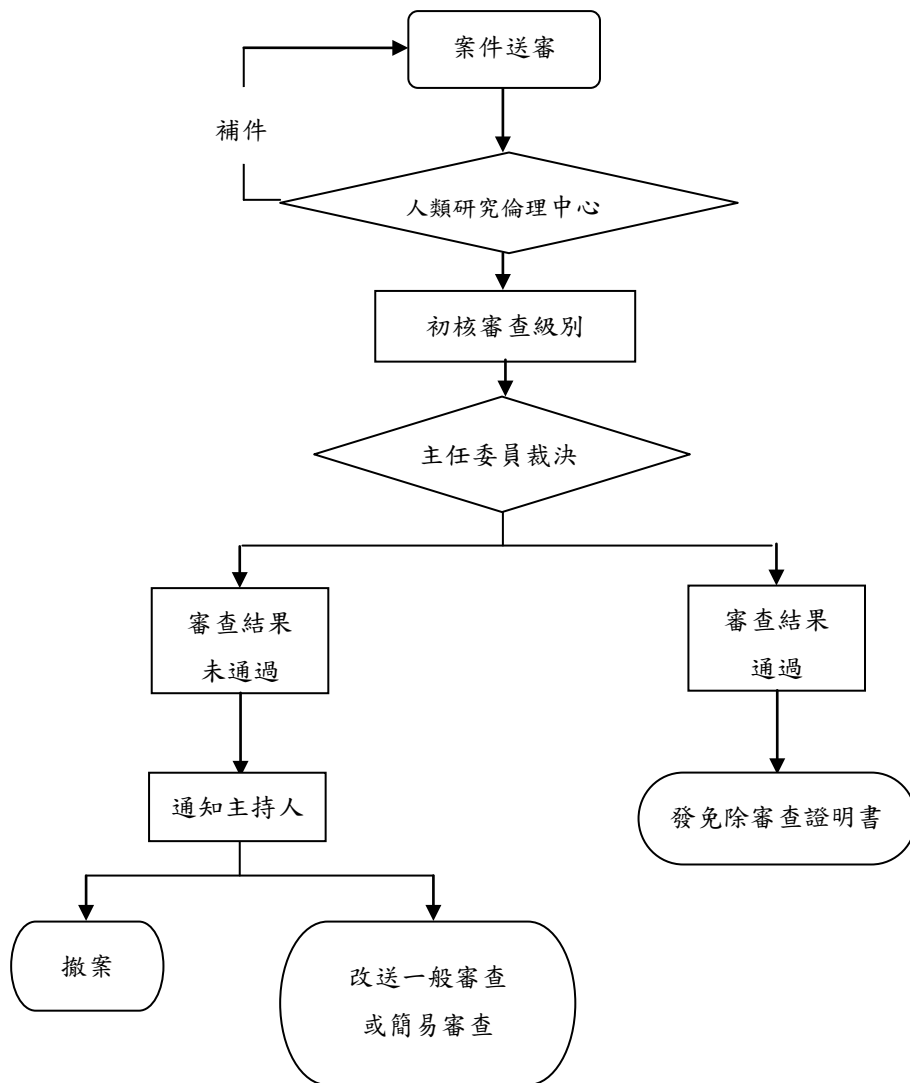 案件送審
補件
人類研究倫理中心
初核審查級別
主任委員裁決
審查結果
未通過
審查結果
通過
通知主持人
發免除審查證明書
撤案
改送一般審查
或簡易審查